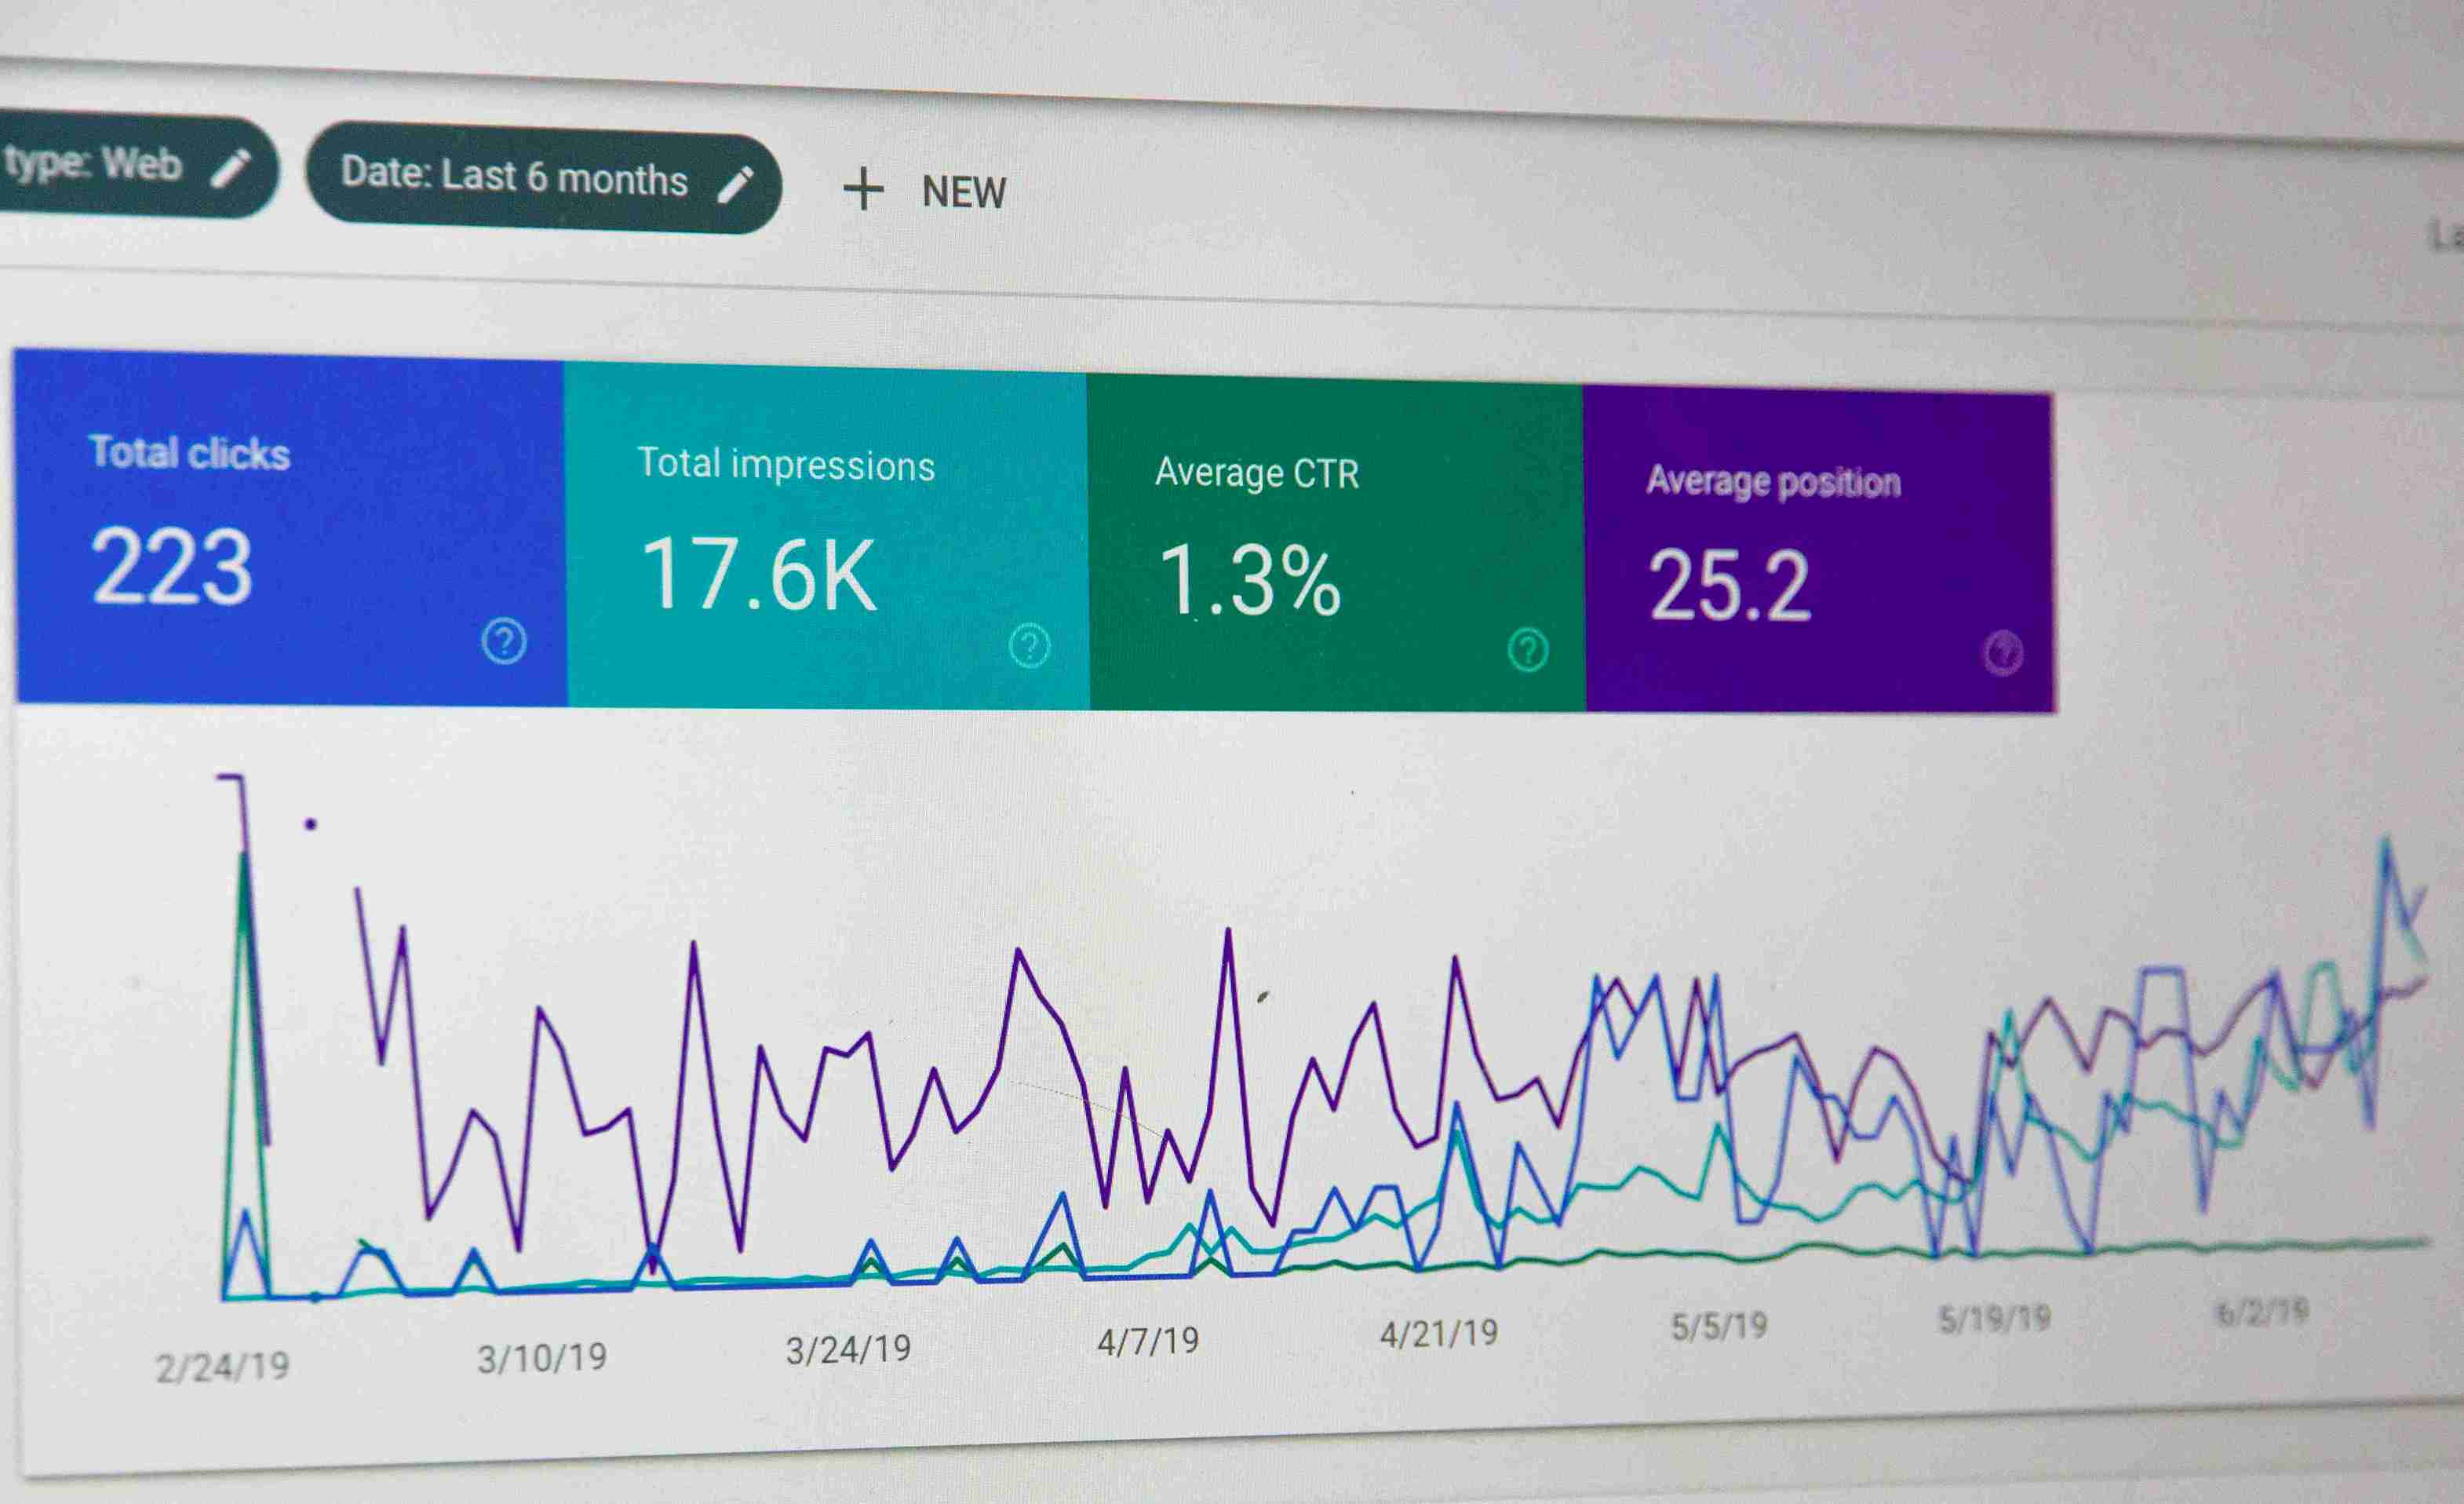 type: Web
Date: Last 6 months
+ NEW
La
Total clicks
Total impressions
Average CTR
Average position
223
17.6K
1.3%
25.2
?
?
?
?
2/24/19
3/10/19
3/24/19
4/7/19
4/21/19
5/5/19
5/19/19
6/2/19